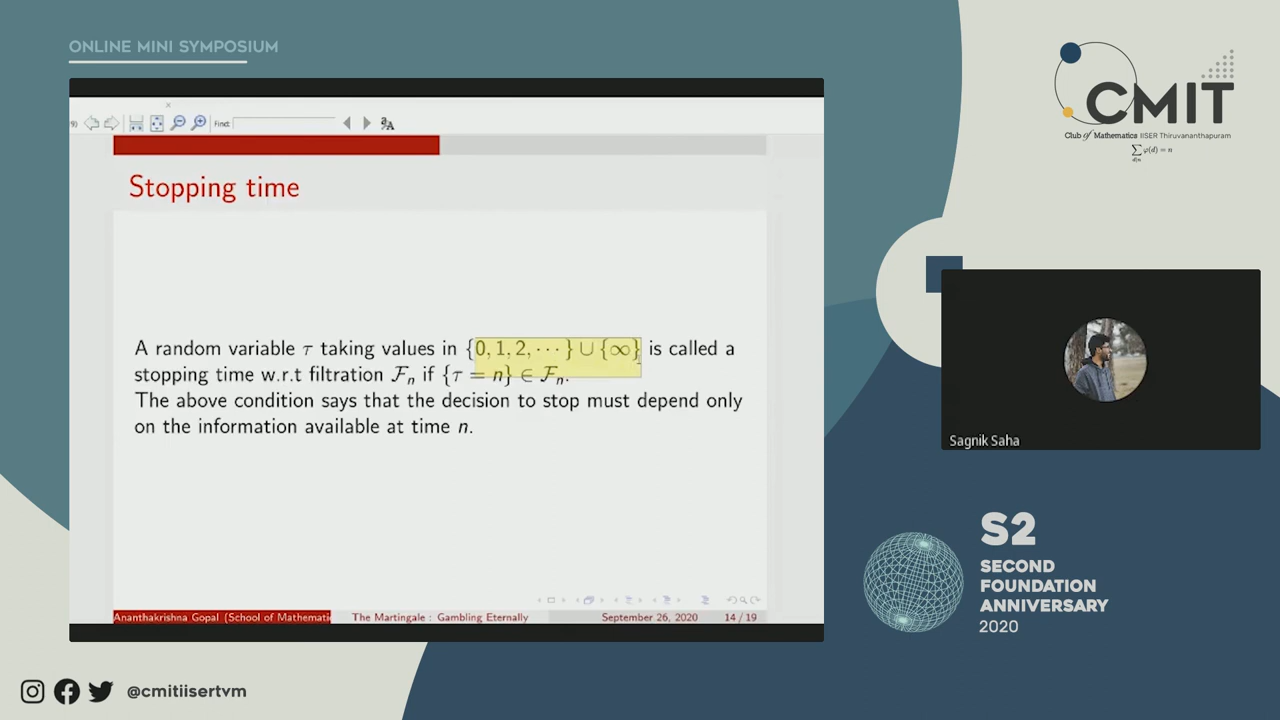 ONLINE MINI SYMPOSIUM
Find:
Stopping time
A random variable τ taking values in {0, 1, 2, ⋯} ∪ {∞} is called a
stopping time w.r.t filtration ℱₙ if {τ = n} ∈ ℱₙ.
The above condition says that the decision to stop must depend only
on the information available at time n.
Ananthakrishna Gopal (School of Mathemati
The Martingale : Gambling Eternally
September 26, 2020
14 / 19
CMIT
Club of Mathematics IISER Thiruvananthapuram
∑ φ(d) = n
d|n
Sagnik Saha
S2
SECOND
FOUNDATION
ANNIVERSARY
2020
@cmitiisertvm